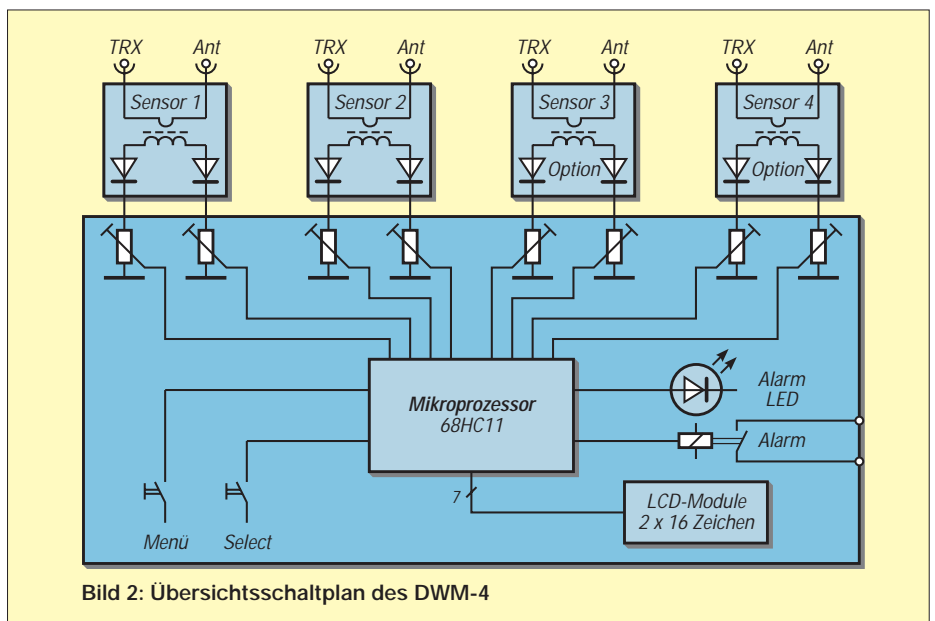 TRX Ant TRX Ant TRX Ant TRX Ant
Sensor 1 Sensor 2 Sensor 3 Sensor 4
Option Option
Mikroprozessor
68HC11
Alarm
LED
Alarm
7
LCD-Module
2 x 16 Zeichen
Menü Select
Bild 2: Übersichtsschaltplan des DWM-4